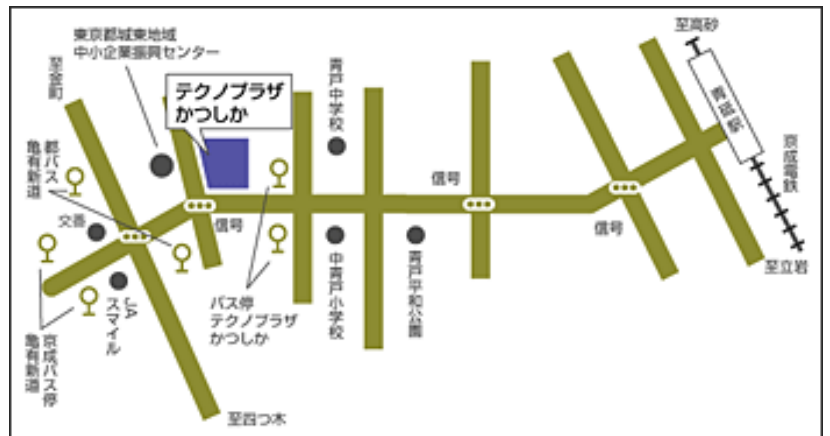 東京都城東地域
中小企業振興センター
至金町
テクノプラザ
かつしか
青戸中学校
至高砂
青砥駅
京成電鉄
都バス
亀有新道
交番
信号
信号
信号
至立岩
JA
スマイル
バス停
テクノプラザ
かつしか
中青戸小学校
青戸平和公園
京成バス停
亀有新道
至四つ木